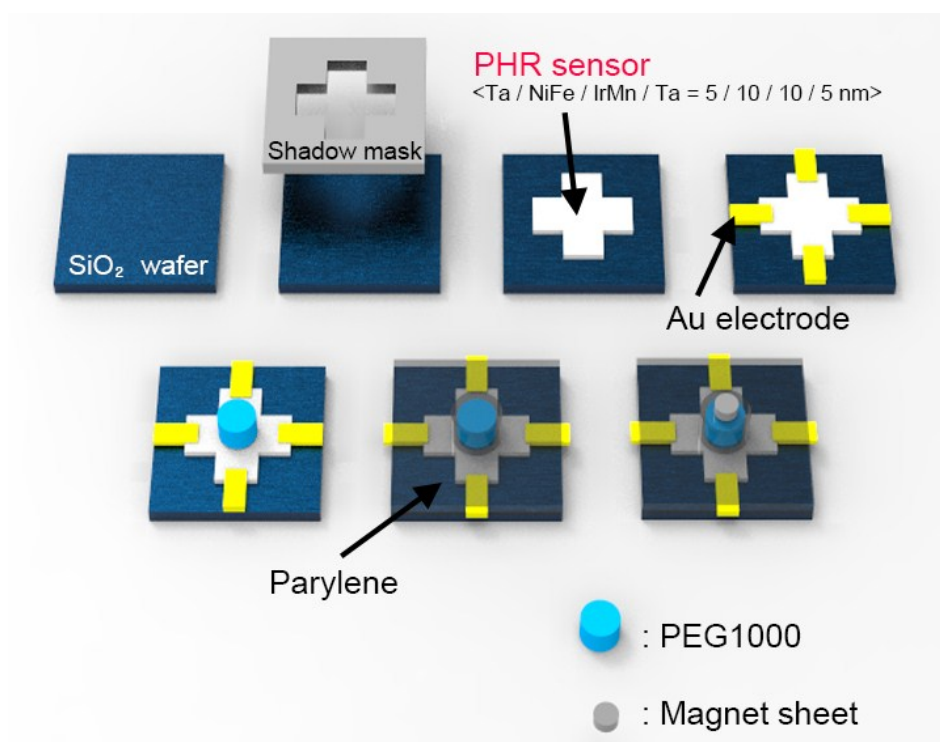 PHR sensor
<Ta / NiFe / IrMn / Ta = 5 / 10 / 10 / 5 nm>
Shadow mask
SiO₂ wafer
Au electrode
Parylene
: PEG1000
: Magnet sheet